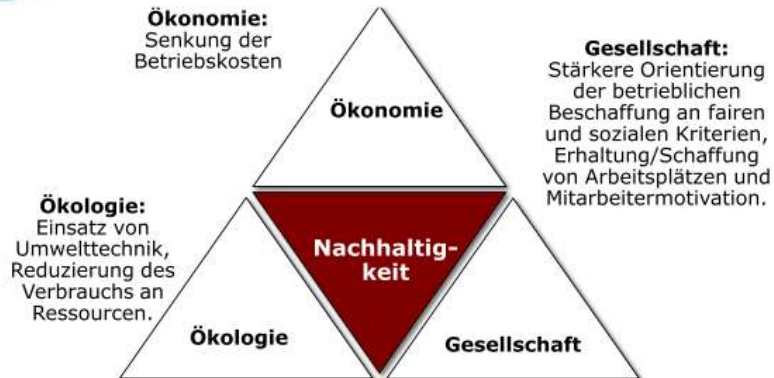 Ökonomie:
Senkung der
Betriebskosten
Gesellschaft:
Stärkere Orientierung
der betrieblichen
Beschaffung an fairen
und sozialen Kriterien,
Erhaltung/Schaffung
von Arbeitsplätzen und
Mitarbeitermotivation.
Ökonomie
Ökologie:
Einsatz von
Umwelttechnik,
Reduzierung des
Verbrauchs an
Ressourcen.
Nachhaltig-
keit
Ökologie
Gesellschaft